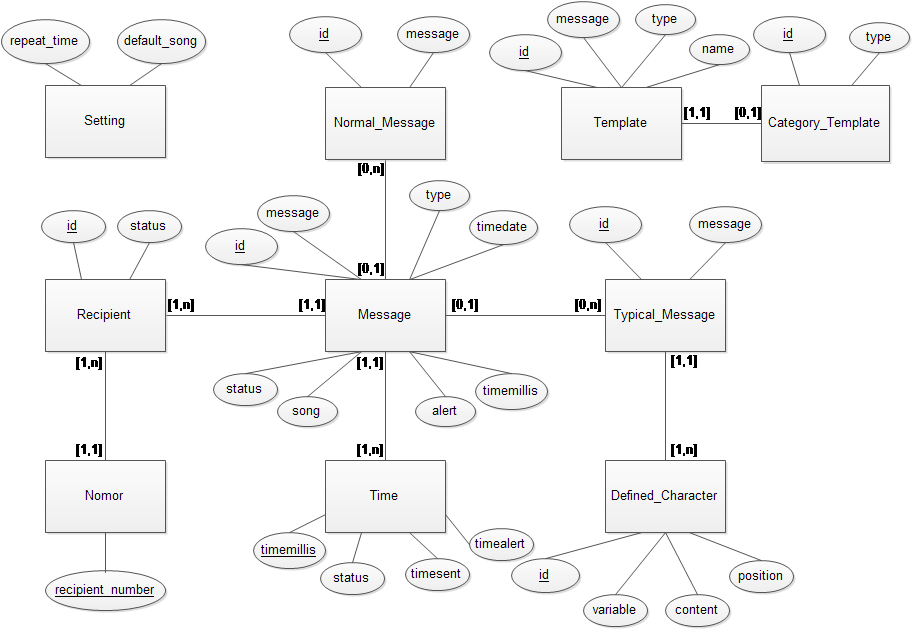 repeat_time
default_song
Setting
id
message
Normal_Message
[0,n]
message
type
id
name
Template
[1,1]
[0,1]
id
type
Category_Template
id
status
Recipient
[1,n]
[1,1]
message
id
type
timedate
[0,1]
Message
[0,1]
[0,n]
id
message
Typical_Message
[1,n]
[1,1]
status
song
alert
timemillis
[1,1]
[1,1]
Nomor
recipient_number
[1,n]
Time
timemillis
status
timesent
timealert
[1,n]
Defined_Character
id
variable
content
position